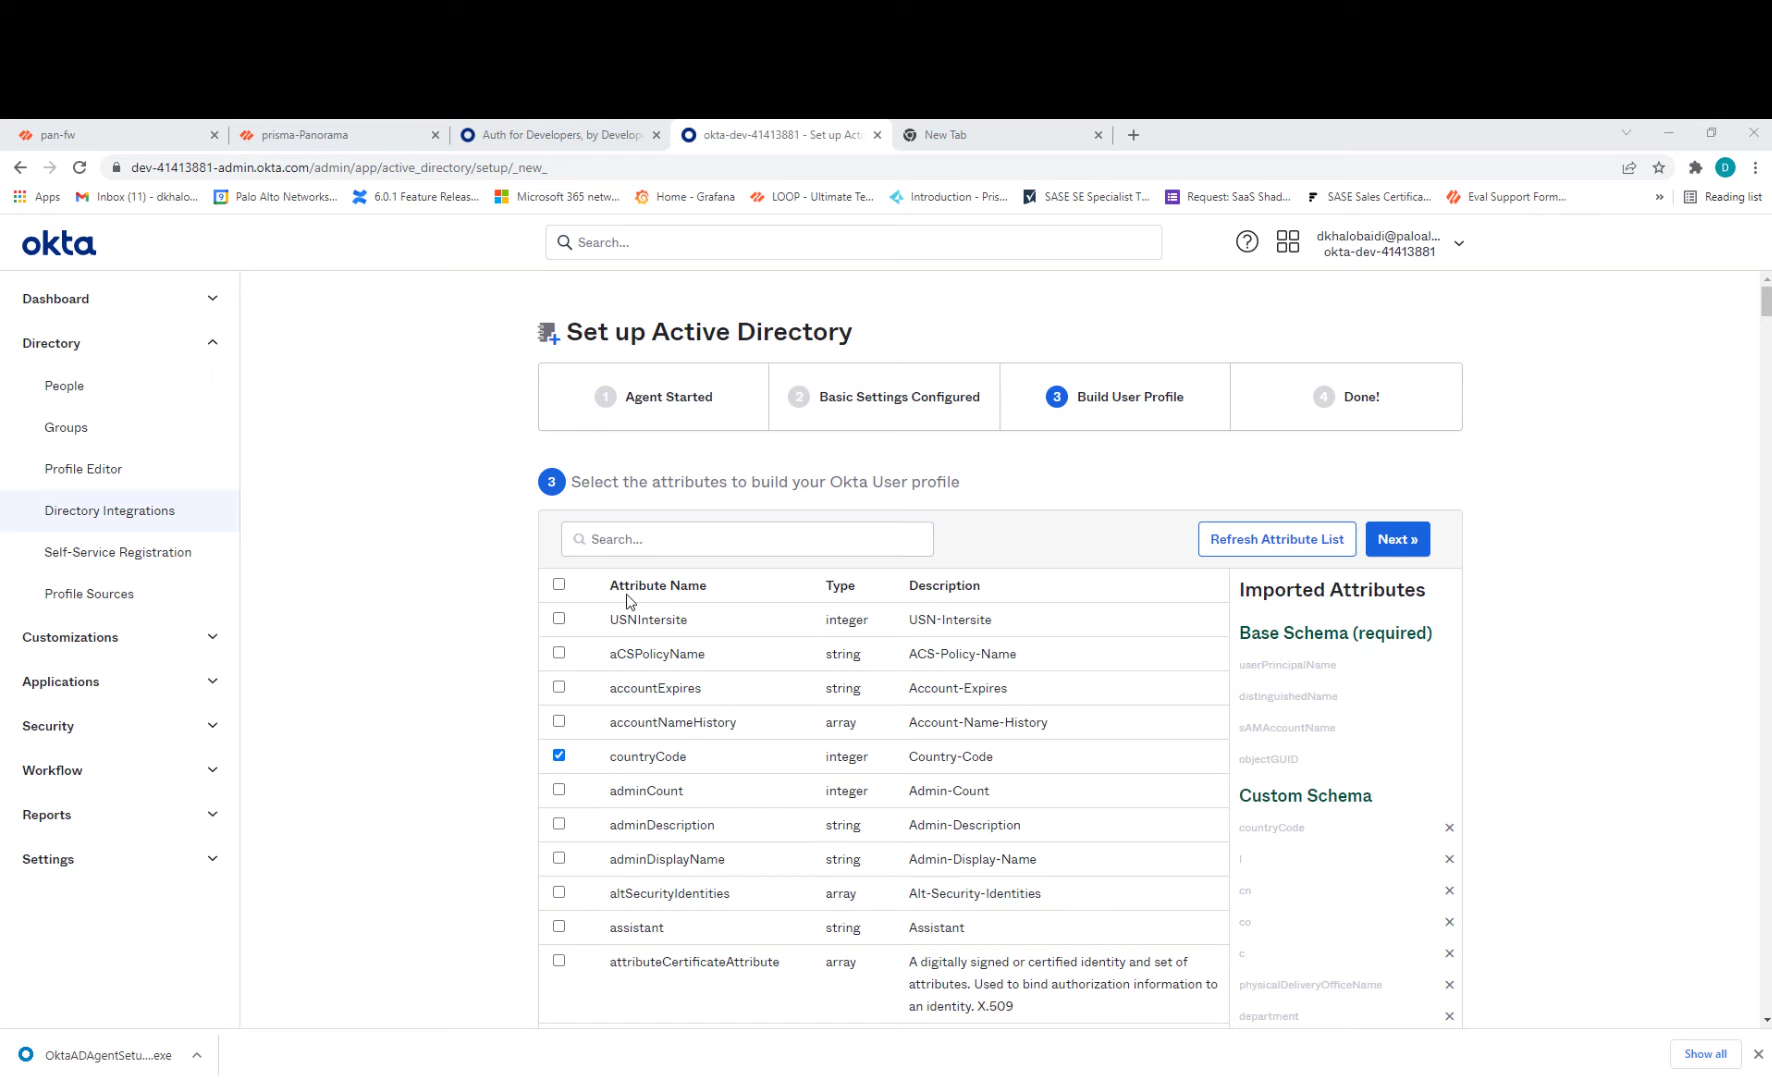 pan-fw
prisma-Panorama
Auth for Developers, by Develop
okta-dev-41413881 - Set up Acti
New Tab
dev-41413881-admin.okta.com/admin/app/active_directory/setup/_new_
Apps
Inbox (11) - dkhalo...
Palo Alto Networks...
6.0.1 Feature Releas...
Microsoft 365 netw...
Home - Grafana
LOOP - Ultimate Te...
Introduction - Pris...
SASE SE Specialist T...
Request: SaaS Shad...
SASE Sales Certifica...
Eval Support Form...
»
Reading list
okta
Search...
dkhalobaidi@paloal...
okta-dev-41413881
Dashboard
Directory
People
Groups
Profile Editor
Directory Integrations
Self-Service Registration
Profile Sources
Customizations
Applications
Security
Workflow
Reports
Settings
Set up Active Directory
1 Agent Started
2 Basic Settings Configured
3 Build User Profile
4 Done!
3 Select the attributes to build your Okta User profile
Search...
Refresh Attribute List
Next »
Attribute Name Type Description
USNIntersite integer USN-Intersite
aCSPolicyName string ACS-Policy-Name
accountExpires string Account-Expires
accountNameHistory array Account-Name-History
countryCode integer Country-Code
adminCount integer Admin-Count
adminDescription string Admin-Description
adminDisplayName string Admin-Display-Name
altSecurityIdentities array Alt-Security-Identities
assistant string Assistant
attributeCertificateAttribute array A digitally signed or certified identity and set of
attributes. Used to bind authorization information to
an identity. X.509
Imported Attributes
Base Schema (required)
userPrincipalName
distinguishedName
sAMAccountName
objectGUID
Custom Schema
countryCode
l
cn
co
c
physicalDeliveryOfficeName
department
OktaADAgentSetu....exe
Show all
D